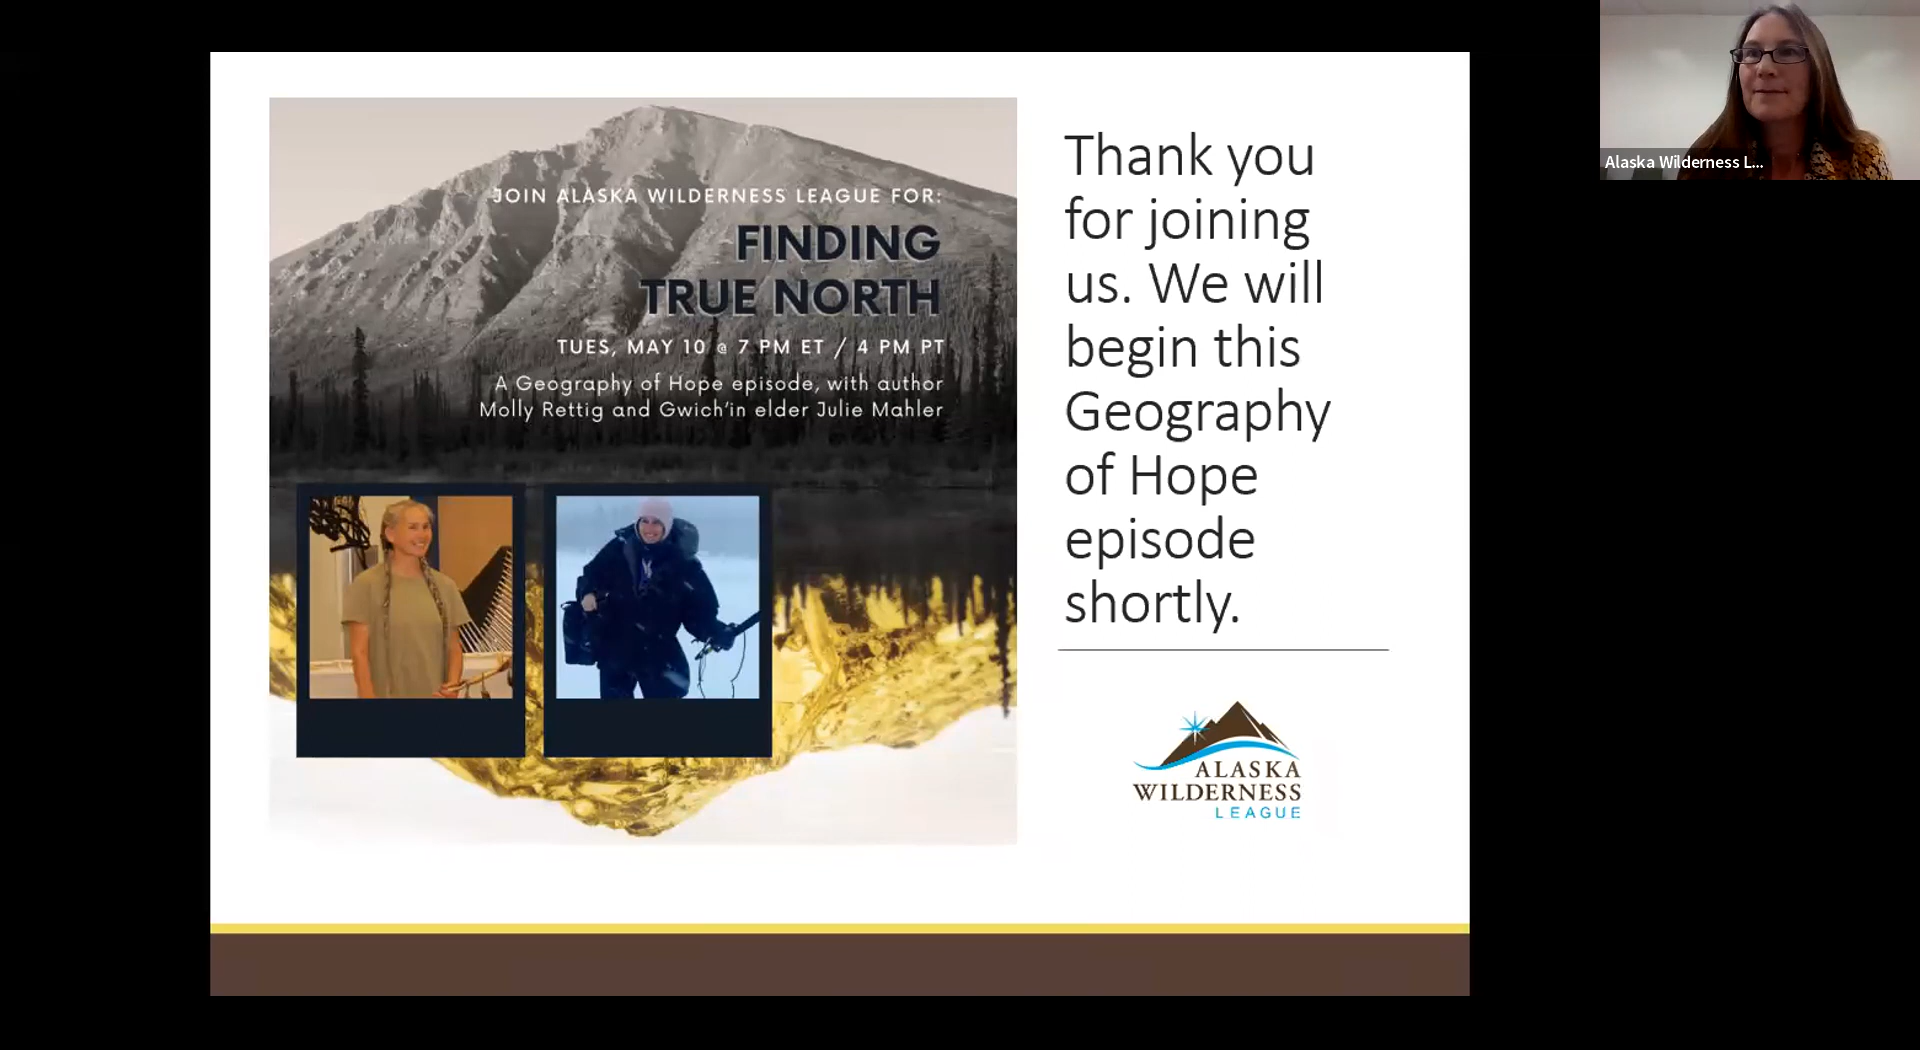 JOIN ALASKA WILDERNESS LEAGUE FOR:
FINDING
TRUE NORTH
TUES, MAY 10 @ 7 PM ET / 4 PM PT
A Geography of Hope episode, with author
Molly Rettig and Gwich'in elder Julie Mahler
Thank you
for joining
us. We will
begin this
Geography
of Hope
episode
shortly.
ALASKA
WILDERNESS
LEAGUE
Alaska Wilderness L...